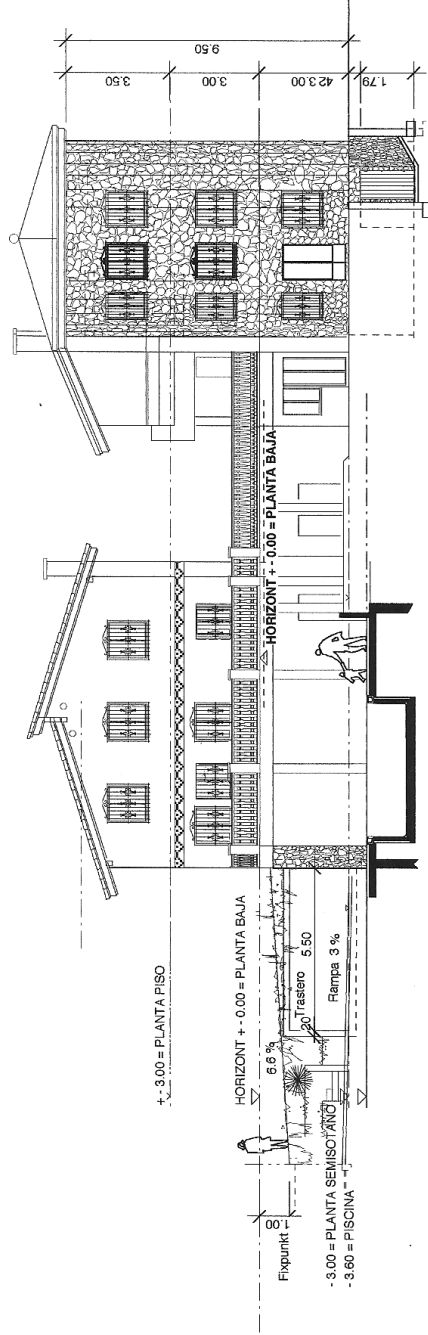 9.50
3.50
3.00
423.00
1.79
HORIZONT + - 0.00 = PLANTA BAJA
+ - 3.00 = PLANTA PISO
HORIZONT + - 0.00 = PLANTA BAJA
6.6 %
Trastero 5.50
20
Rampa 3 %
1.00
Fixpunkt
- 3.00 = PLANTA SEMISOTANO
- 3.60 = PISCINA